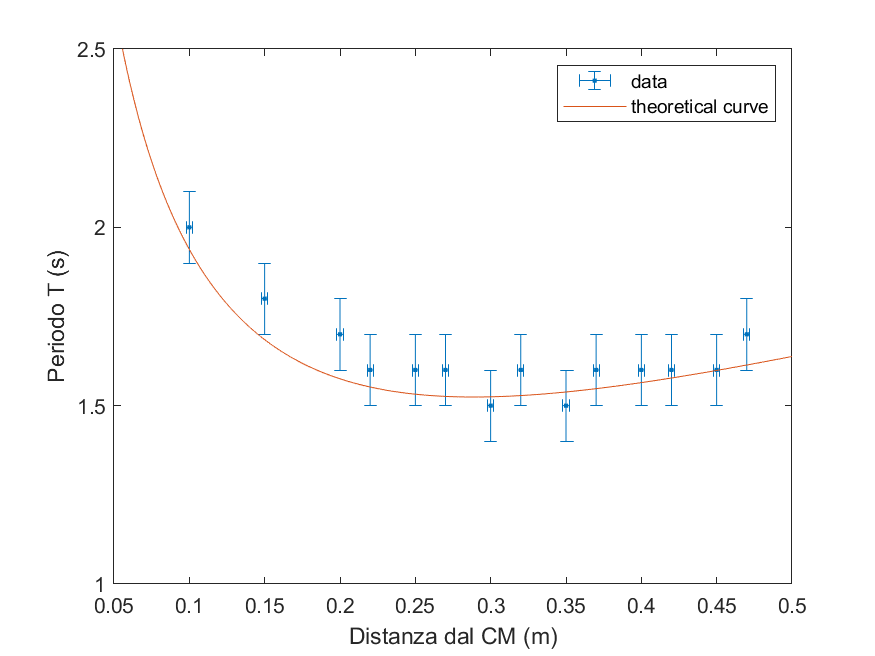 2.5
2
1.5
1
Periodo T (s)
data
theoretical curve
0.05 0.1 0.15 0.2 0.25 0.3 0.35 0.4 0.45 0.5
Distanza dal CM (m)